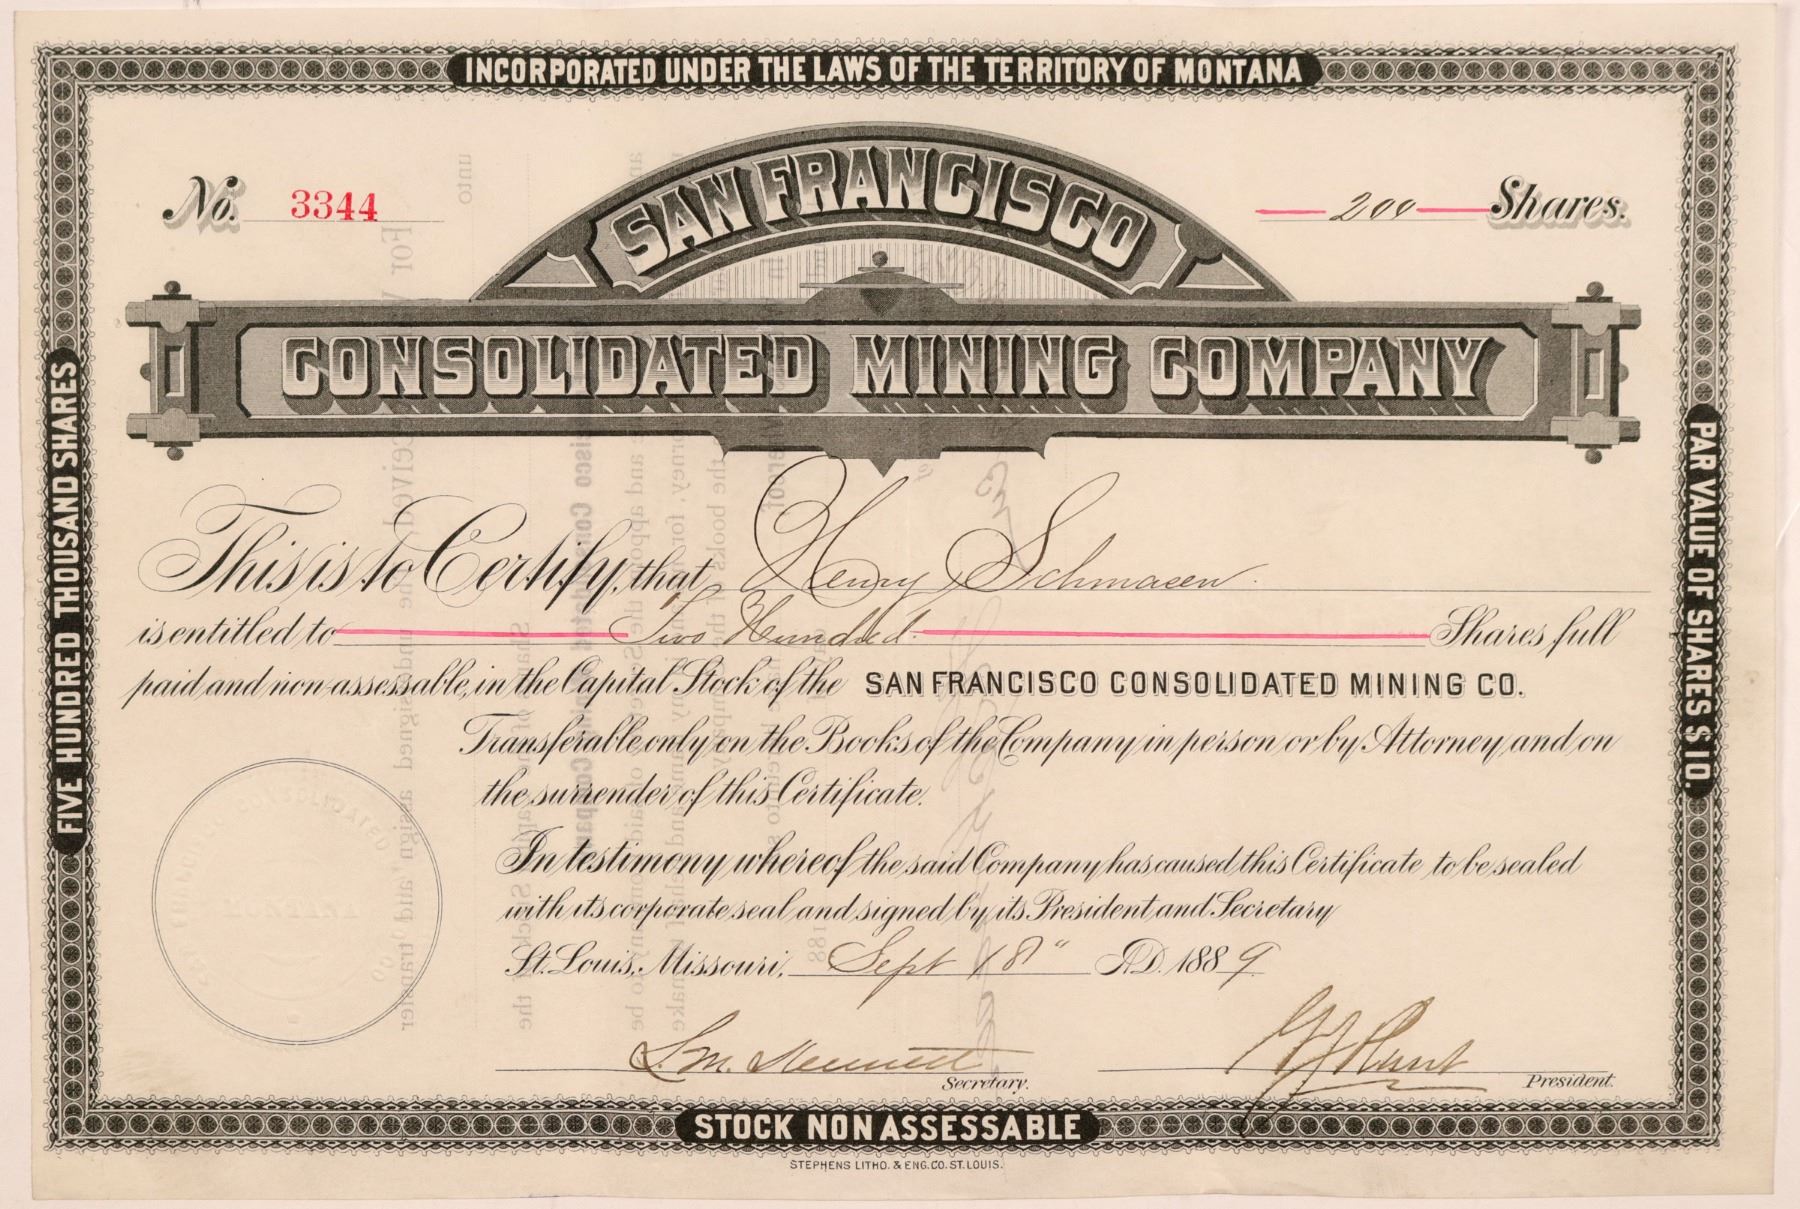 INCORPORATED UNDER THE LAWS OF THE TERRITORY OF MONTANA
No. 3344
200 Shares.
SAN FRANCISCO
CONSOLIDATED MINING COMPANY
FIVE HUNDRED THOUSAND SHARES
PAR VALUE OF SHARES $10.
This is to Certify, that Henry Schmasen
is entitled to Two Hundred Shares full
paid and non-assessable, in the Capital Stock of the SAN FRANCISCO CONSOLIDATED MINING CO.
Transferable only on the Books of the Company in person or by Attorney and on
the surrender of this Certificate.
In testimony whereof the said Company has caused this Certificate to be sealed
with its corporate seal and signed by its President and Secretary
St. Louis, Missouri, Sept 18" A.D. 1889
L. M.
Secretary.
Hunt
President.
STOCK NON ASSESSABLE
STEPHENS LITHO. & ENG. CO. ST. LOUIS.